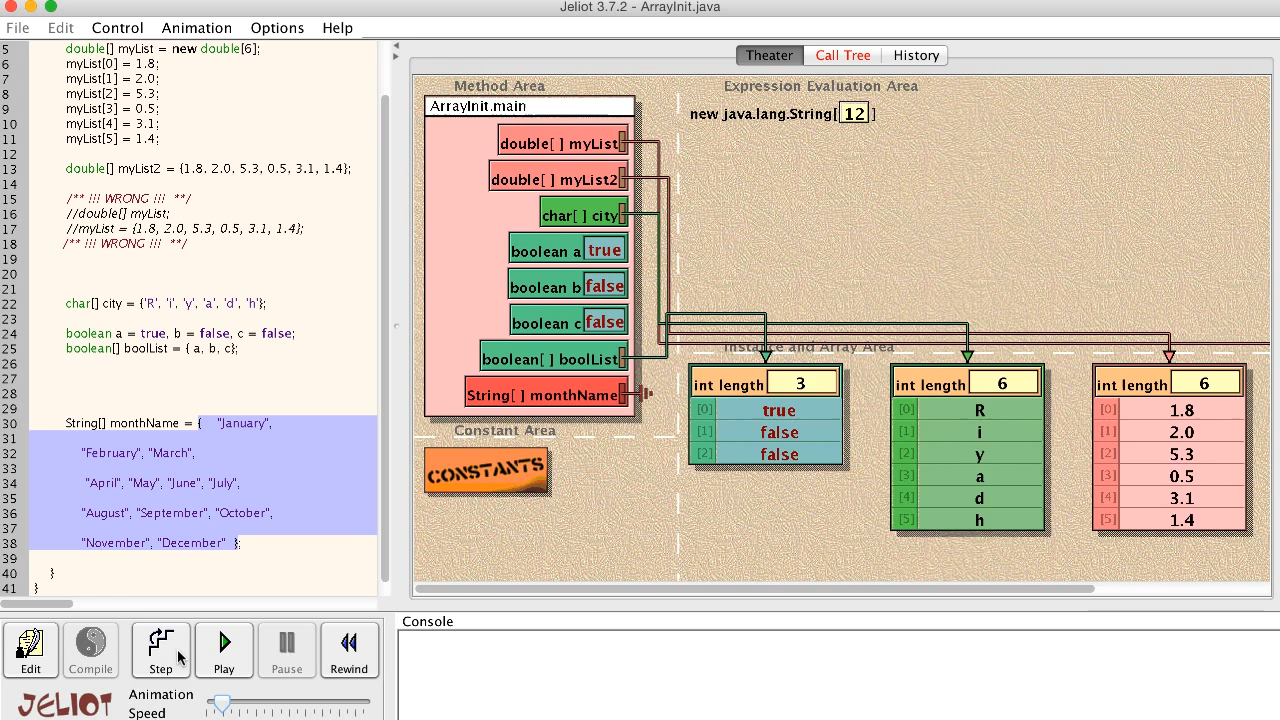 Jeliot 3.7.2 - ArrayInit.java
File Edit Control Animation Options Help
5 double[] myList = new double[6];
6 myList[0] = 1.8;
7 myList[1] = 2.0;
8 myList[2] = 5.3;
9 myList[3] = 0.5;
10 myList[4] = 3.1;
11 myList[5] = 1.4;
12
13 double[] myList2 = {1.8, 2.0, 5.3, 0.5, 3.1, 1.4};
14
15 /** !!! WRONG !!! **/
16 //double[] myList;
17 //myList = {1.8, 2.0, 5.3, 0.5, 3.1, 1.4};
18 /** !!! WRONG !!! **/
19
20
21
22 char[] city = {'R', 'i', 'y', 'a', 'd', 'h'};
23
24 boolean a = true, b = false, c = false;
25 boolean[] boolList = { a, b, c};
26
27
28
29
30 String[] monthName = { "January",
31
32 "February", "March",
33
34 "April", "May", "June", "July",
35
36 "August", "September", "October",
37
38 "November", "December" };
39
40 }
41 }
Theater Call Tree History
Method Area
ArrayInit.main
double[ ] myList
double[ ] myList2
char[ ] city
boolean a true
boolean b false
boolean c false
boolean[ ] boolList
String[ ] monthName
Constant Area
CONSTANTS
Expression Evaluation Area
new java.lang.String[ 12 ]
Instance and Array Area
int length 3
[0] true
[1] false
[2] false
int length 6
[0] R
[1] i
[2] y
[3] a
[4] d
[5] h
int length 6
[0] 1.8
[1] 2.0
[2] 5.3
[3] 0.5
[4] 3.1
[5] 1.4
Edit Compile Step Play Pause Rewind
JELIOT
Animation
Speed
Console